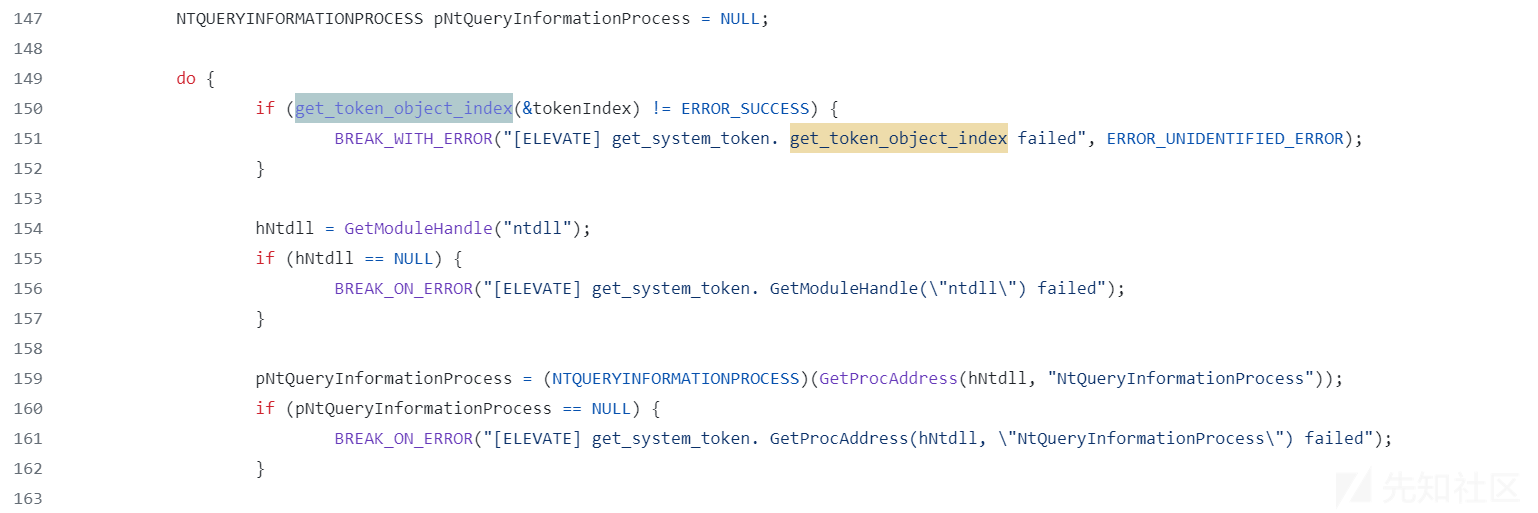 147 NTQUERYINFORMATIONPROCESS pNtQueryInformationProcess = NULL;
148
149 do {
150 if (get_token_object_index(&tokenIndex) != ERROR_SUCCESS) {
151 BREAK_WITH_ERROR("[ELEVATE] get_system_token. get_token_object_index failed", ERROR_UNIDENTIFIED_ERROR);
152 }
153
154 hNtdll = GetModuleHandle("ntdll");
155 if (hNtdll == NULL) {
156 BREAK_ON_ERROR("[ELEVATE] get_system_token. GetModuleHandle(\"ntdll\") failed");
157 }
158
159 pNtQueryInformationProcess = (NTQUERYINFORMATIONPROCESS)(GetProcAddress(hNtdll, "NtQueryInformationProcess"));
160 if (pNtQueryInformationProcess == NULL) {
161 BREAK_ON_ERROR("[ELEVATE] get_system_token. GetProcAddress(hNtdll, \"NtQueryInformationProcess\") failed");
162 }
163
先知社区